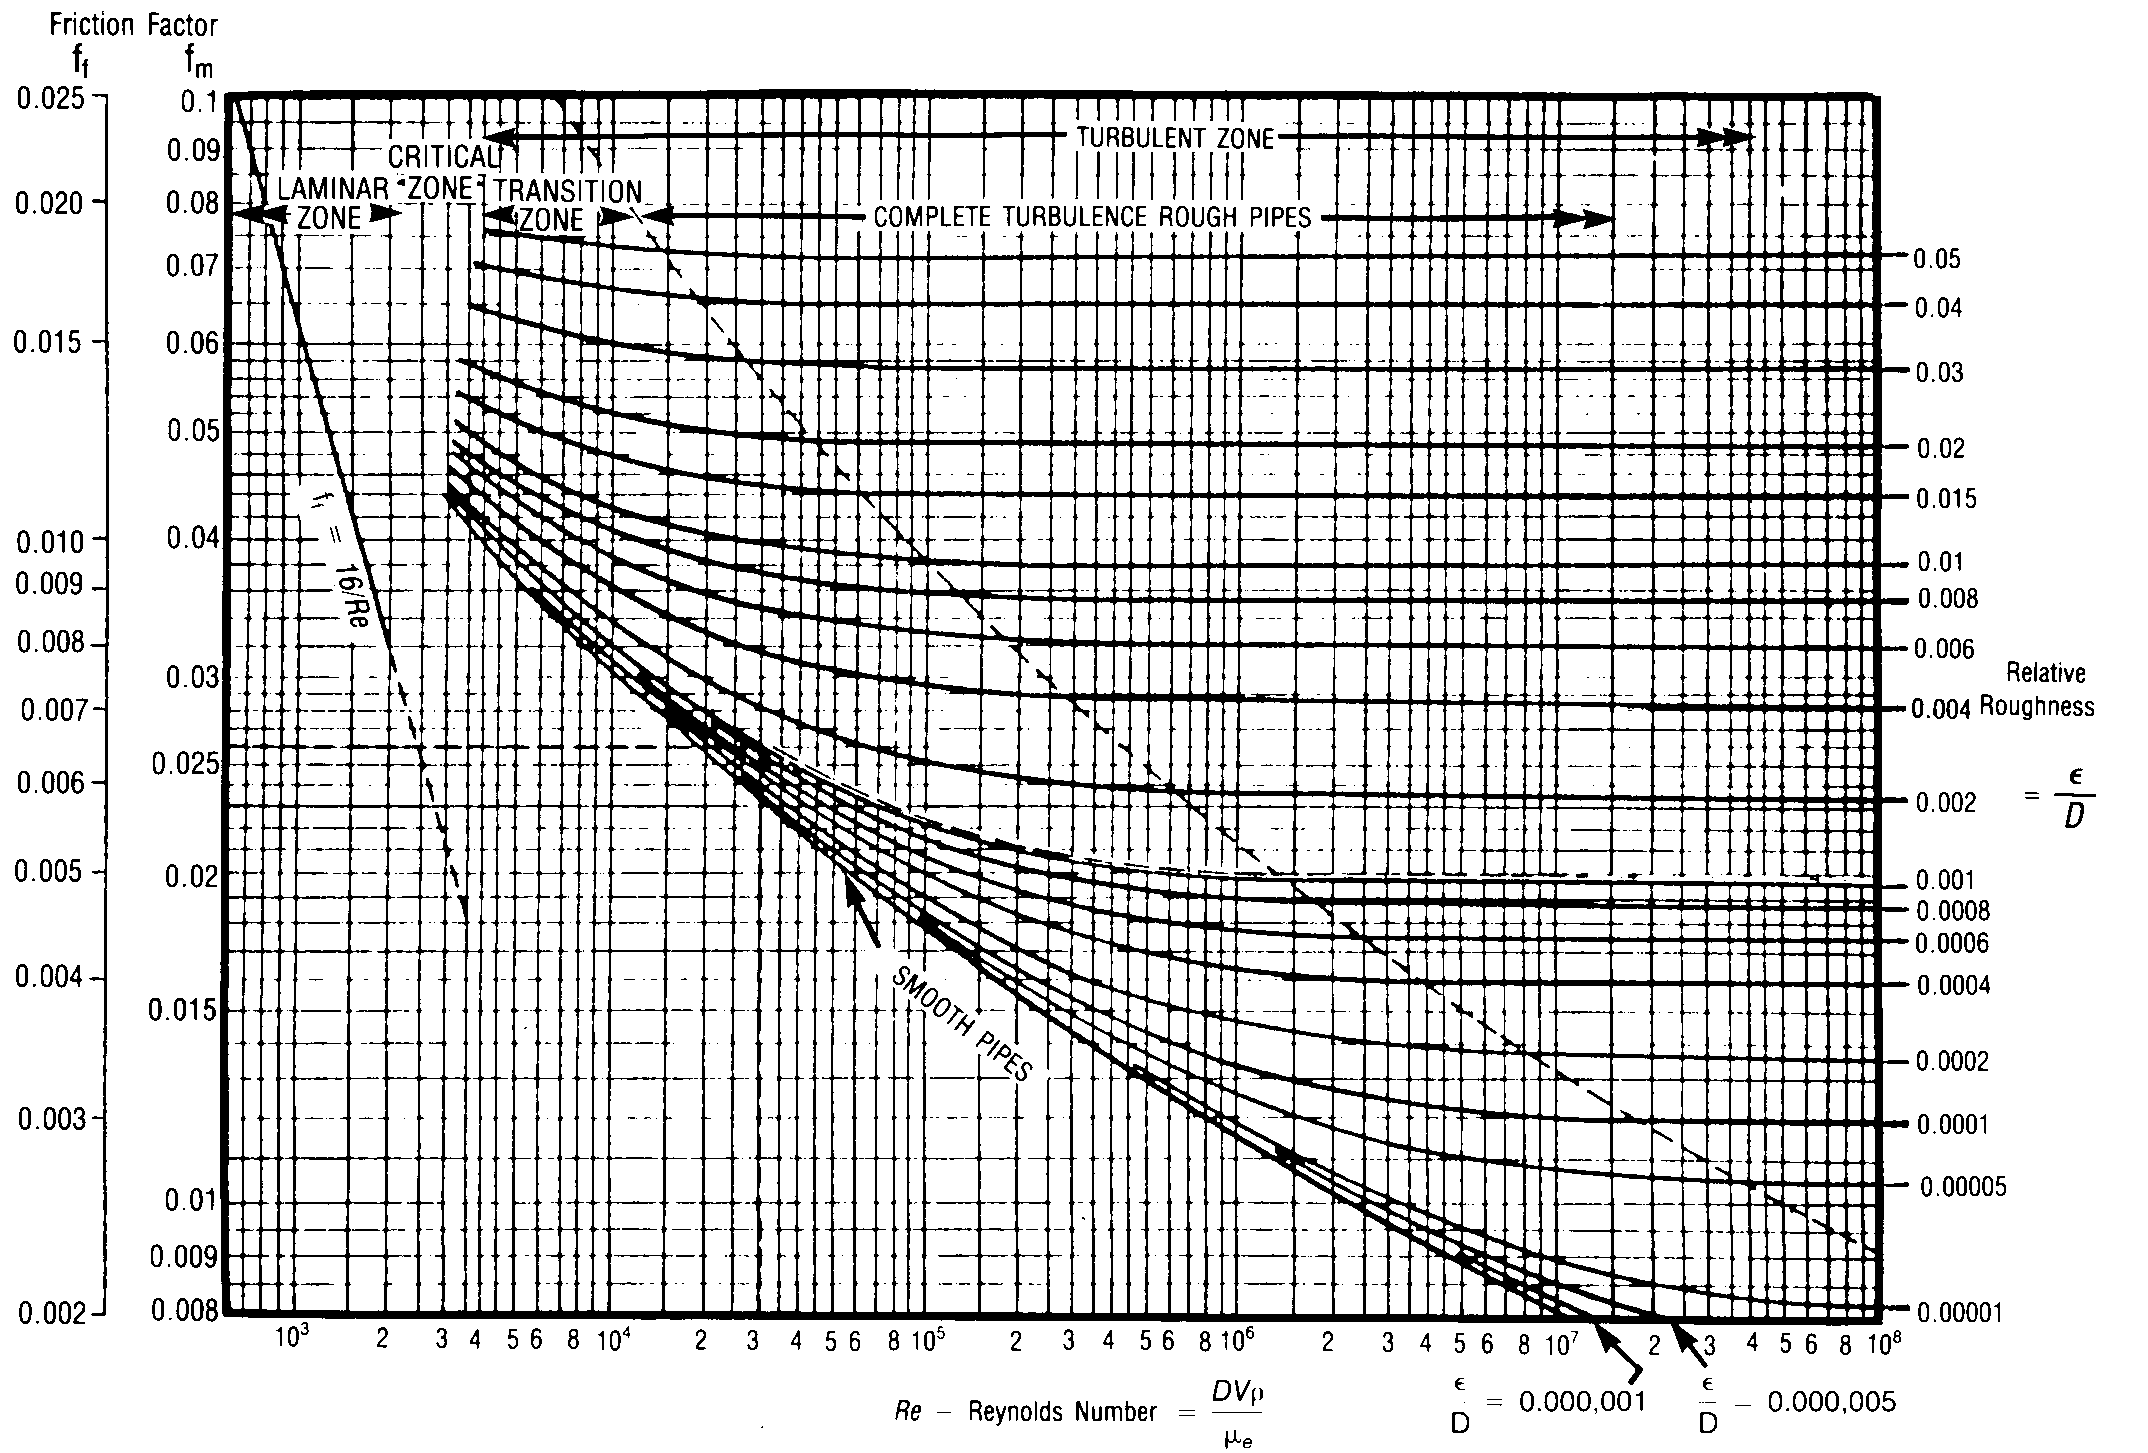 Friction Factor
f_f f_m
0.025 0.1
0.09
0.020 0.08
0.07
0.015 0.06
0.05
0.010 0.04
0.009
0.008
0.03
0.007
0.025
0.006
0.005 0.02
0.004
0.015
0.003
0.01
0.009
0.002 0.008
TURBULENT ZONE
CRITICAL
ZONE
LAMINAR
ZONE
TRANSITION
ZONE
COMPLETE TURBULENCE ROUGH PIPES
f_f = 16/Re
SMOOTH PIPES
0.05
0.04
0.03
0.02
0.015
0.01
0.008
0.006
0.004
0.002
0.001
0.0008
0.0006
0.0004
0.0002
0.0001
0.00005
0.00001
Relative
Roughness
= ϵ/D
10³ 2 3 4 5 6 8 10⁴ 2 3 4 5 6 8 10⁵ 2 3 4 5 6 8 10⁶ 2 3 4 5 6 8 10⁷ 2 3 4 5 6 8 10⁸
Re – Reynolds Number = DVρ/μₑ
ϵ/D = 0.000,001
ϵ/D – 0.000,005